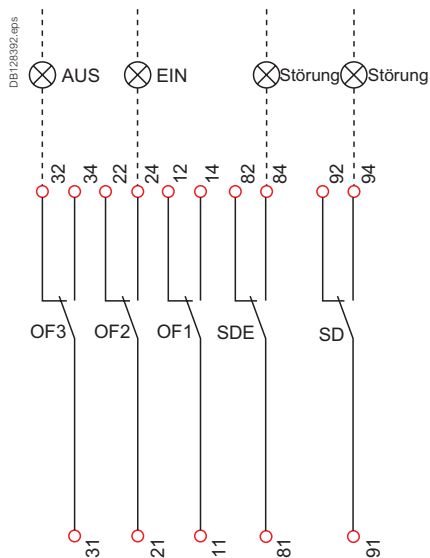 DB128392.eps
AUS
EIN
Störung
Störung
32
34
22
24
12
14
82
84
92
94
OF3
OF2
OF1
SDE
SD
31
21
11
81
91